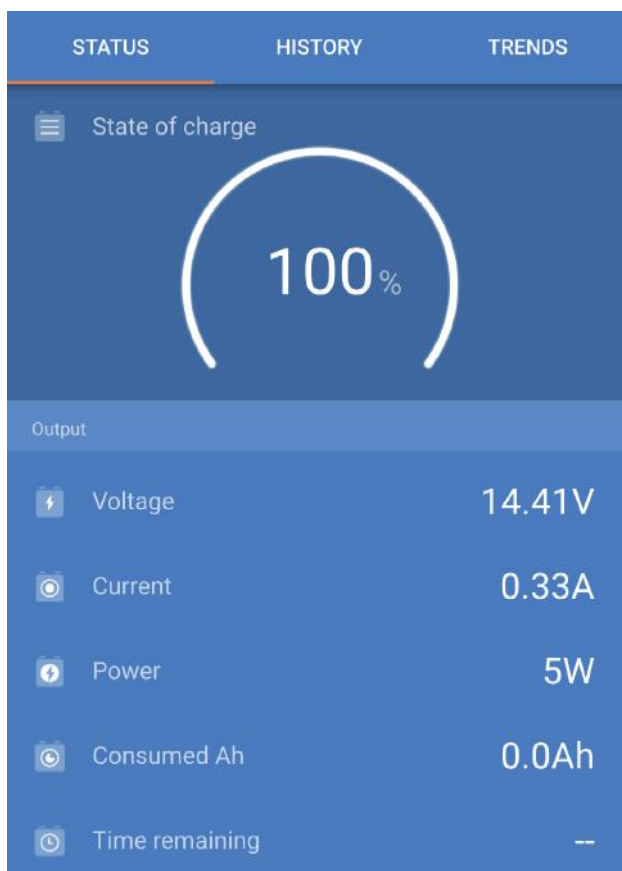 STATUS HISTORY TRENDS
State of charge
100%
Output
Voltage 14.41V
Current 0.33A
Power 5W
Consumed Ah 0.0Ah
Time remaining --